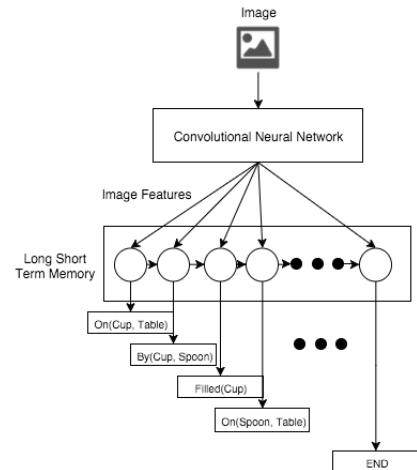 Image
Convolutional Neural Network
Image Features
Long Short
Term Memory
On(Cup, Table)
By(Cup, Spoon)
Filled(Cup)
On(Spoon, Table)
END